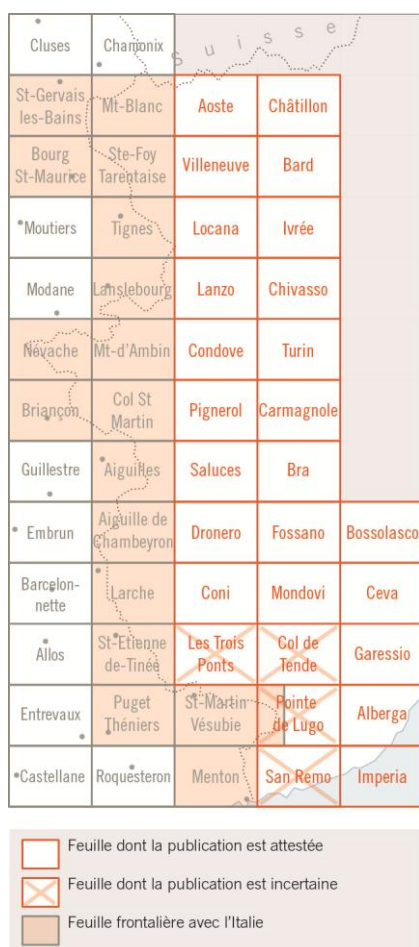 Cluses Chamonix Suisse
St-Gervais les-Bains Mt-Blanc Aoste Châtillon
Bourg St-Maurice Ste-Foy Tarentaise Villeneuve Bard
Moutiers Tignes Locana Ivrée
Modane Lanslebourg Lanzo Chivasso
Névache Mt-d'Ambin Condove Turin
Briançon Col St Martin Pignerol Carmagnole
Guillestre Aiguilles Saluces Bra
Embrun Aiguille de Chambeyron Dronero Fossano Bossolasco
Barcelon- nette Larche Coni Mondovi Ceva
Allos St-Etienne de-Tinée Les Trois Ponts Col de Tende Garessio
Entrevaux Puget Théniers St-Martin Vésubie Pointe de Lugo Alberga
Castellane Roquesteron Menton San Remo Imperia
Feuille dont la publication est attestée
Feuille dont la publication est incertaine
Feuille frontalière avec l'Italie